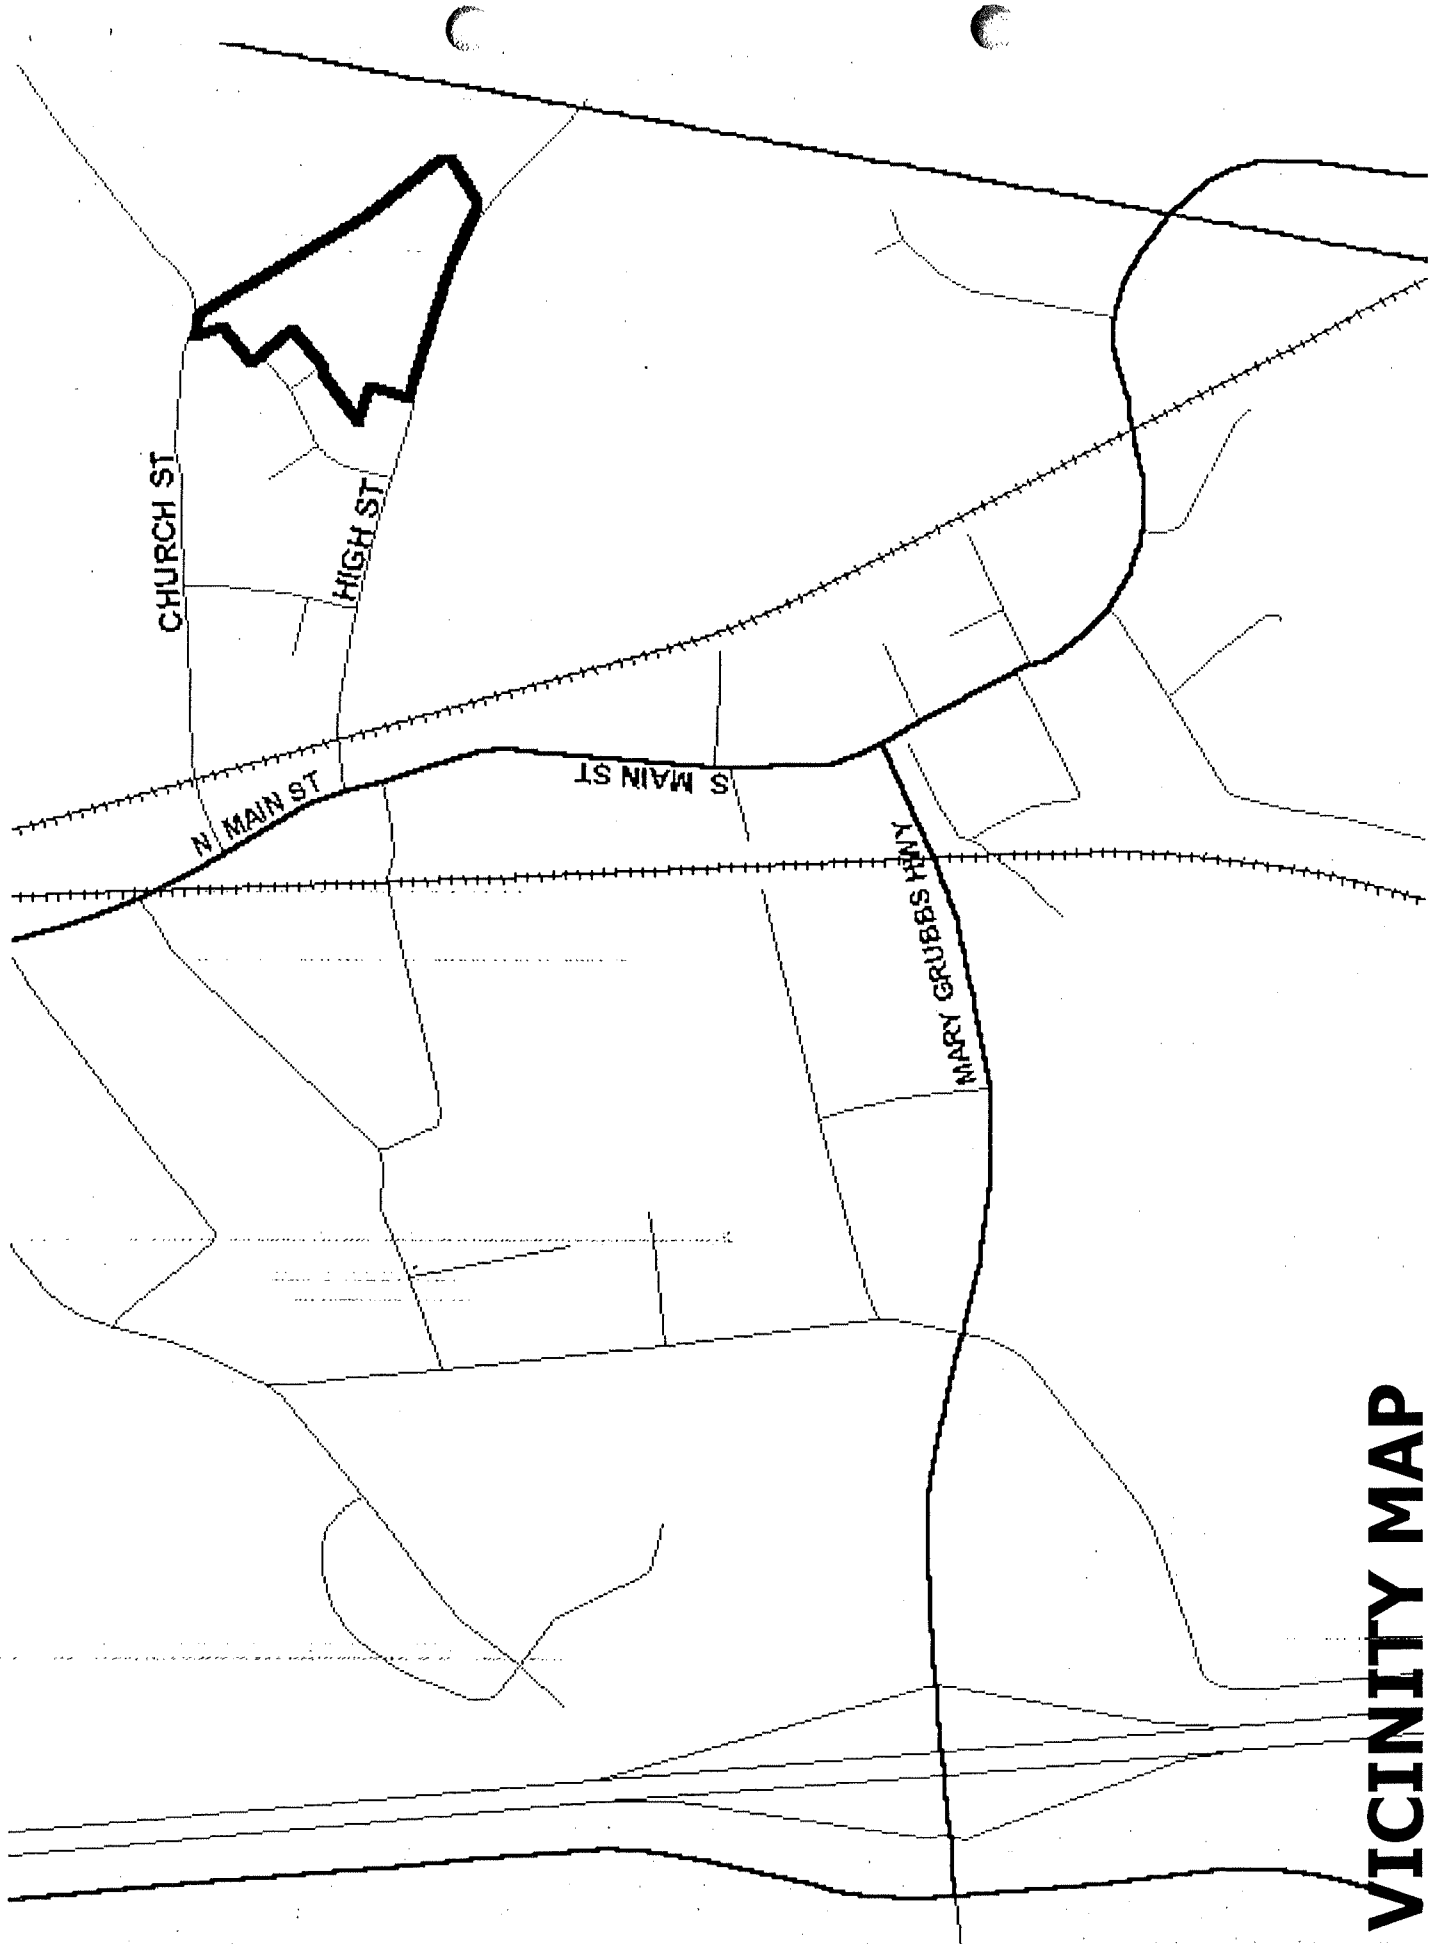 CHURCH ST
HIGH ST
N MAIN ST
S MAIN ST
MARY GRUBBS HWY
VICINITY MAP